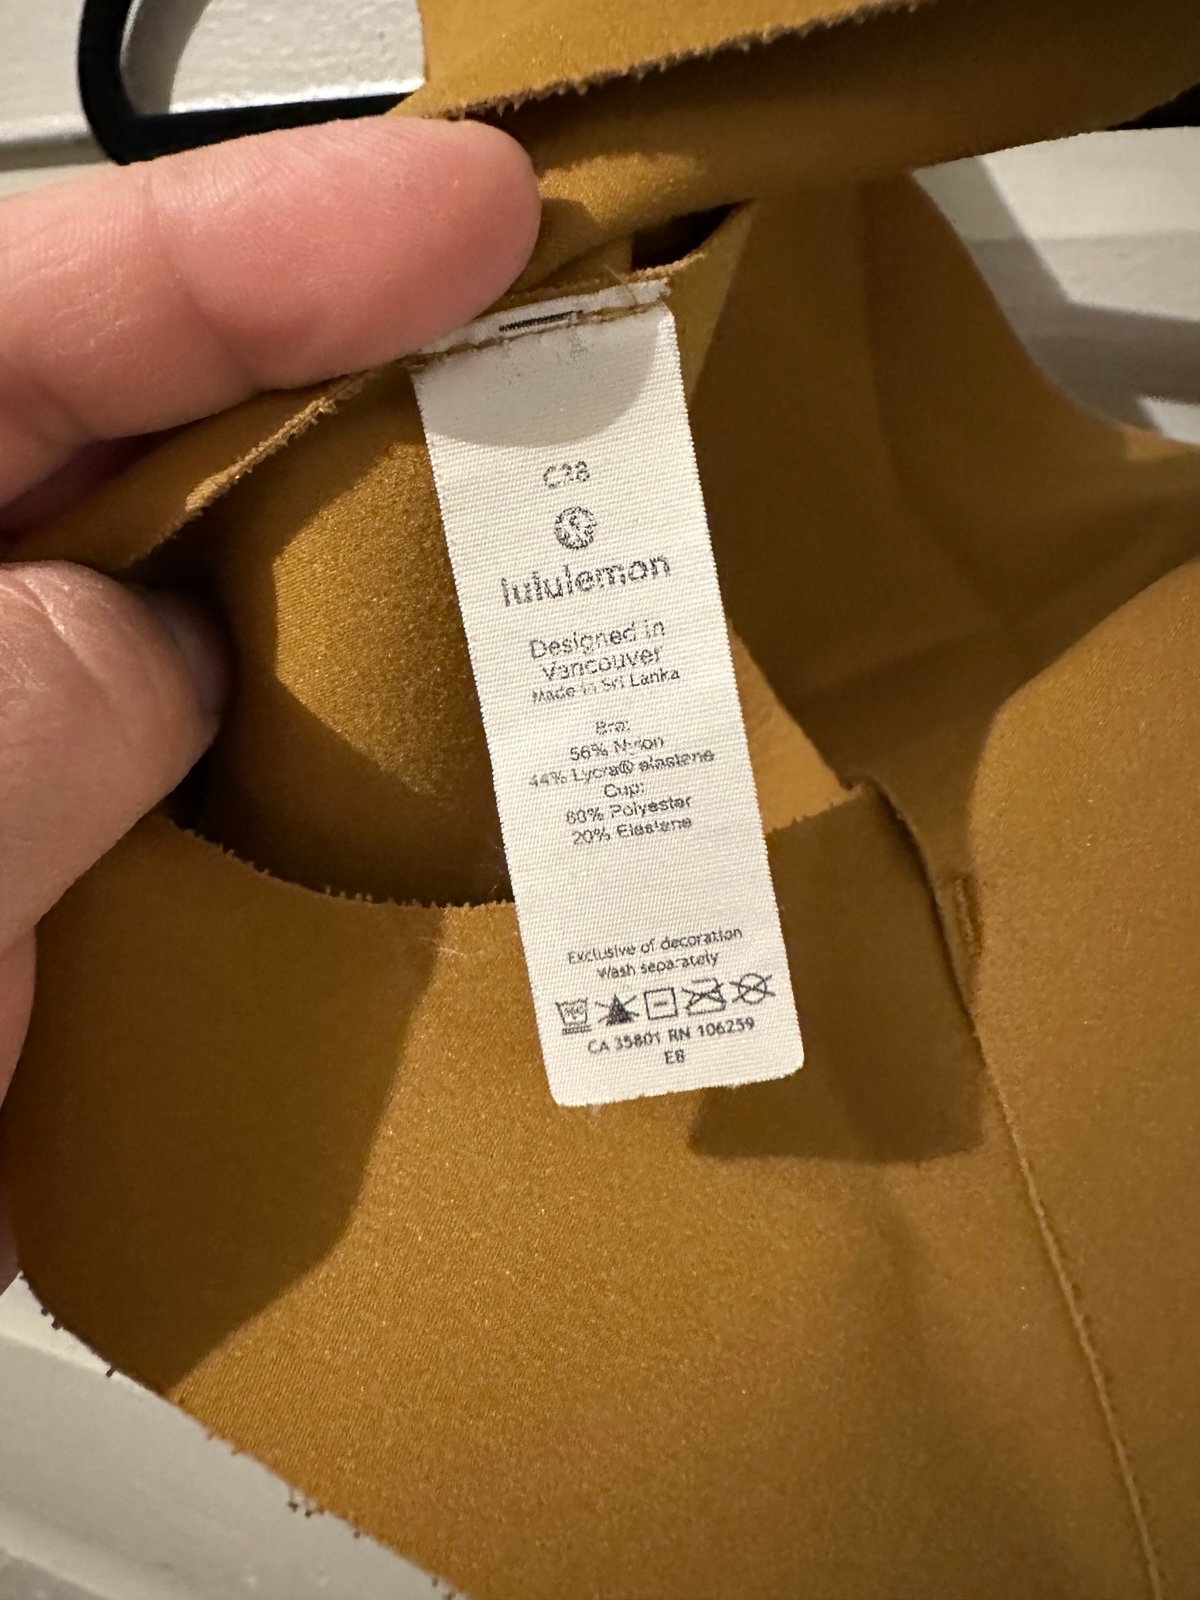 C28
lululemon
Designed in
Vancouver
Made in Sri Lanka
Bra:
56% Nylon
44% Lycra® elastane
Cup:
80% Polyester
20% Elastane
Exclusive of decoration
Wash separately
CA 35801 RN 106259
E8